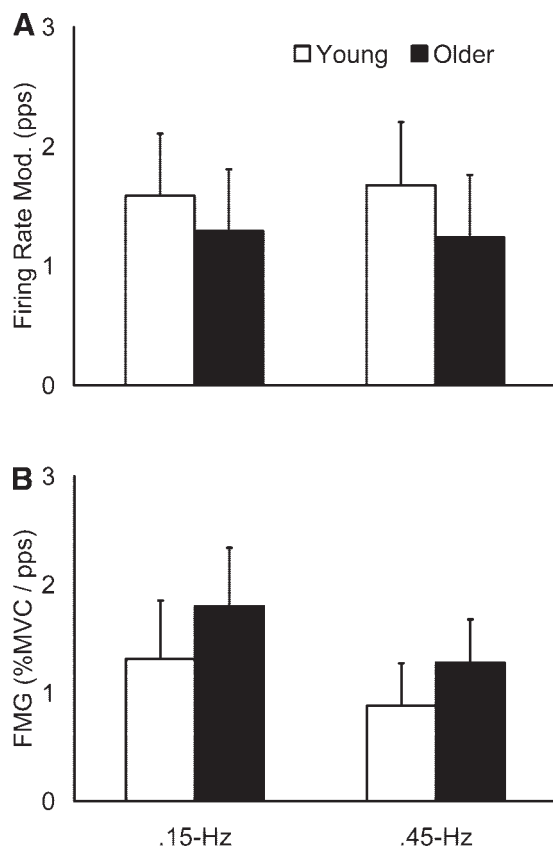 A
3
Young Older
2
1
0
Firing Rate Mod. (pps)
B
3
2
1
0
FMG (%MVC / pps)
.15-Hz .45-Hz